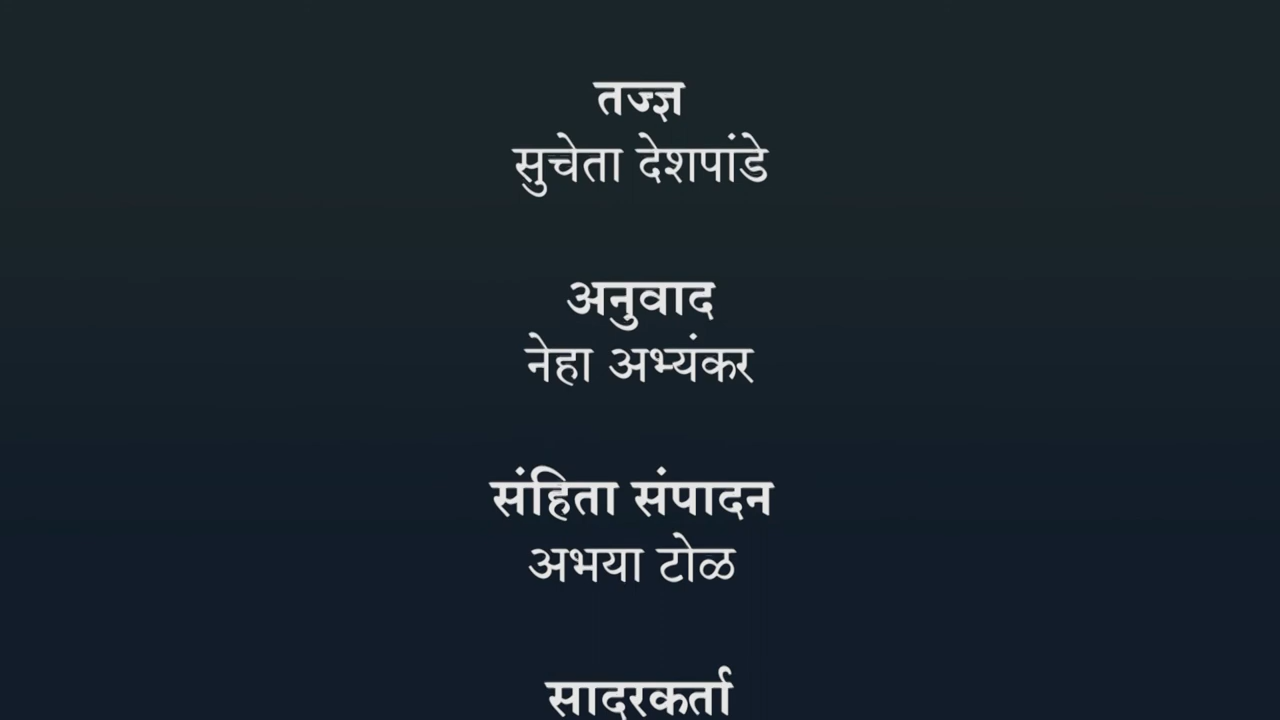 तज्ज्ञ
सुचेता देशपांडे
अनुवाद
नेहा अभ्यंकर
संहिता संपादन
अभया टोळ
सादरकर्ता